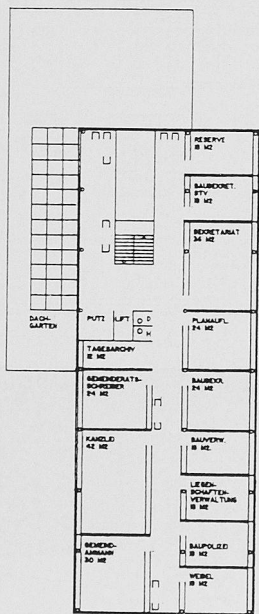 RESERVE
18 M2
BAUSEKRET.
STV
18 M2
SEKRETARIAT
36 M2
DACH-
GARTEN
PUTZ
LIFT
D
H
PLANAUFL.
24 M2
TAGESARCHIV
12 M2
GEMEINDERATS-
SCHREIBER
24 M2
BAUSEKR.
24 M2
KANZLEI
42 M2
BAUVERW.
18 M2
LIEGEN-
SCHAFTEN-
VERWALTUNG
18 M2
GEMEIND-
AMMANN
30 M2
BAUPOLIZEI
18 M2
WEIBEL
18 M2